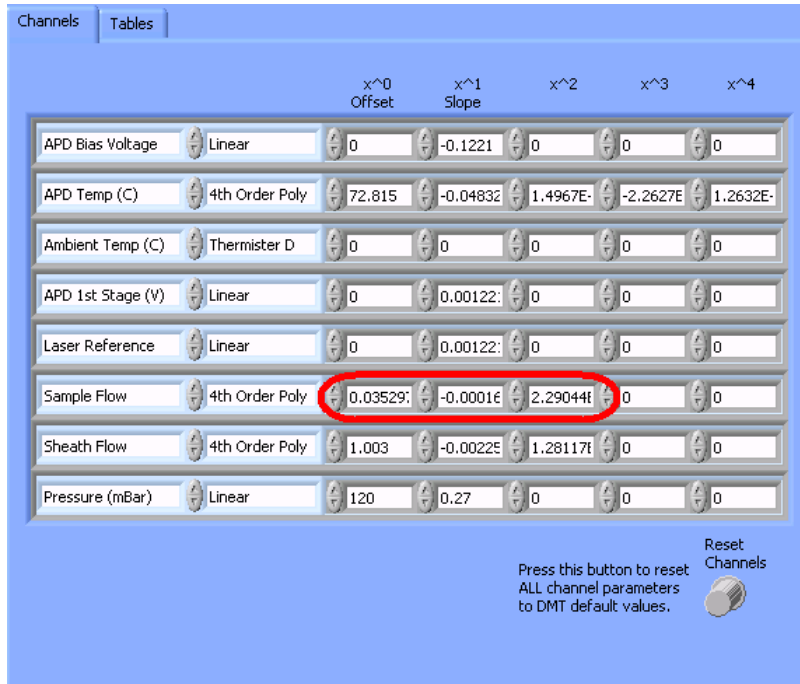 Channels Tables
x^0 x^1 x^2 x^3 x^4
Offset Slope
APD Bias Voltage Linear 0 -0.1221 0 0 0
APD Temp (C) 4th Order Poly 72.815 -0.04832 1.4967E- -2.2627E 1.2632E-
Ambient Temp (C) Thermister D 0 0 0 0 0
APD 1st Stage (V) Linear 0 0.00122: 0 0 0
Laser Reference Linear 0 0.00122: 0 0 0
Sample Flow 4th Order Poly 0.035297 -0.00016 2.29044E 0 0
Sheath Flow 4th Order Poly 1.003 -0.00225 1.28117E 0 0
Pressure (mBar) Linear 120 0.27 0 0 0
Reset
Channels
Press this button to reset
ALL channel parameters
to DMT default values.